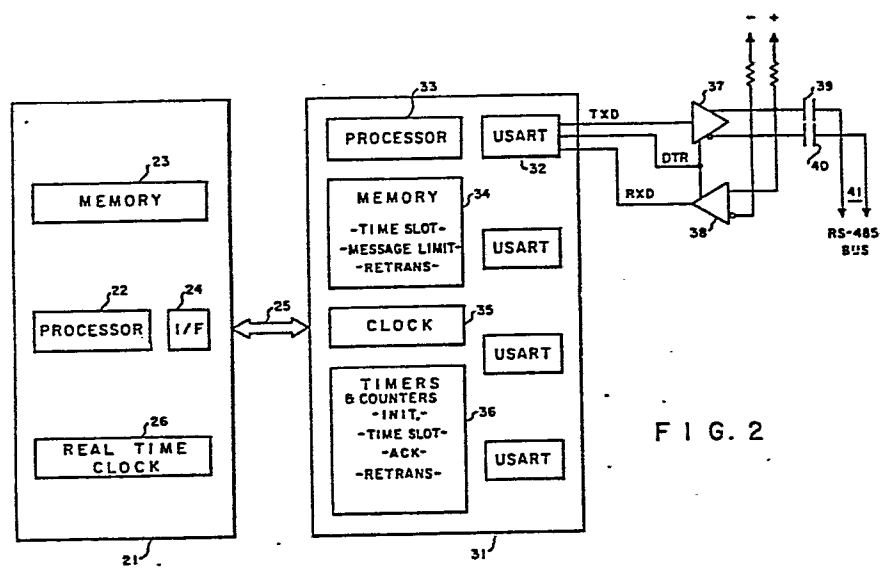 - +
37
39
33
TXD
PROCESSOR
USART
32
DTR
40
23
MEMORY
34
MEMORY
-TIME SLOT-
-MESSAGE LIMIT-
-RETRANS-
RXD
38
41
RS-485
BUS
USART
22
24
PROCESSOR
I/F
25
CLOCK
35
USART
TIMERS
& COUNTERS
-INIT.-
-TIME SLOT-
-ACK-
-RETRANS-
36
FIG. 2
26
REAL TIME
CLOCK
USART
21
31